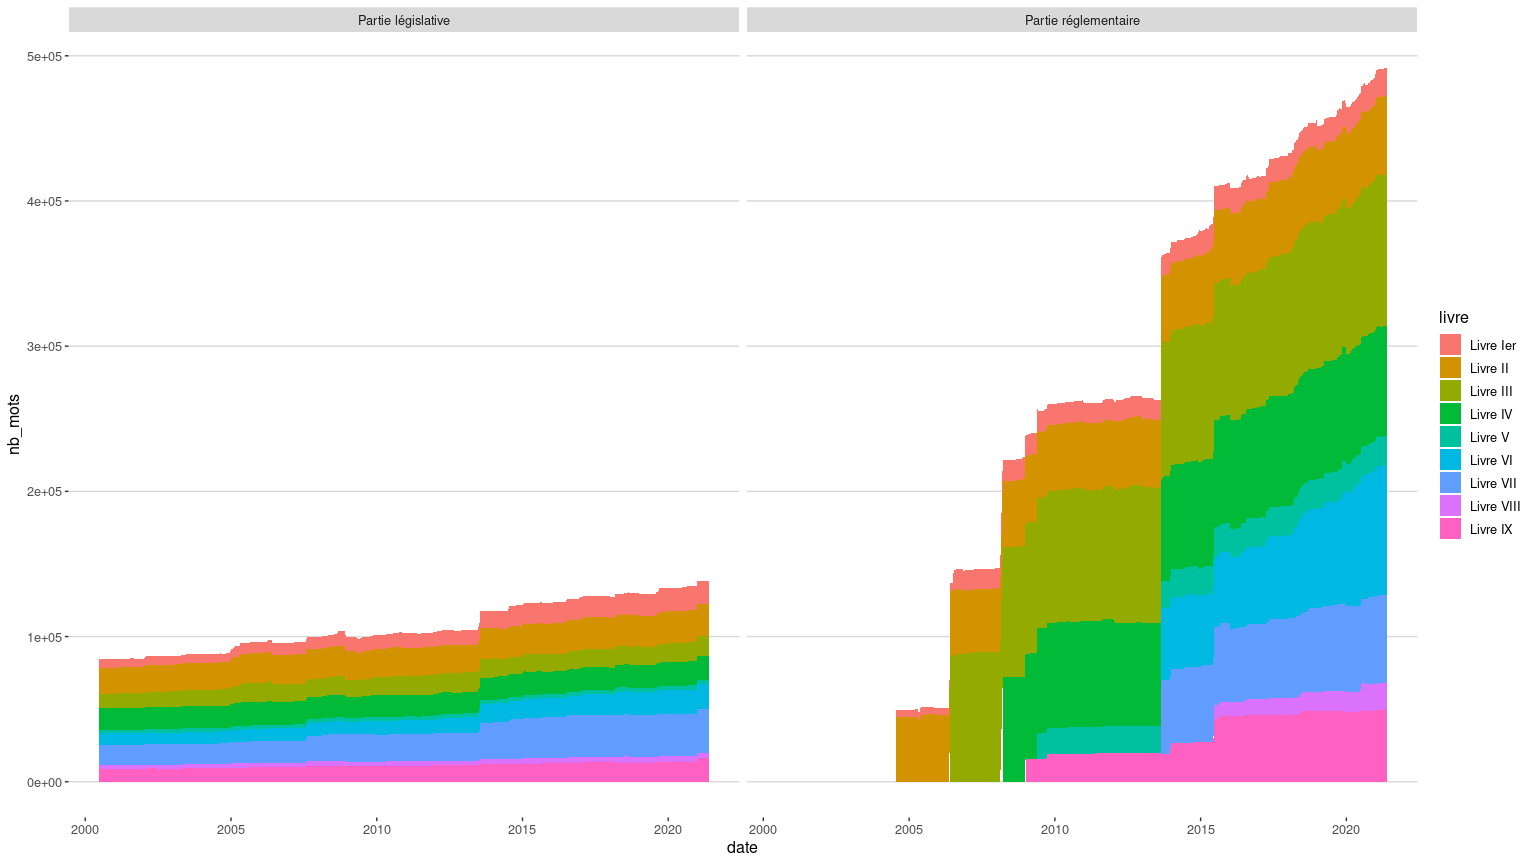 Partie législative
Partie réglementaire
5e+05
4e+05
3e+05
2e+05
1e+05
0e+00
nb_mots
2000
2005
2010
2015
2020
2000
2005
2010
2015
2020
date
livre
Livre Ier
Livre II
Livre III
Livre IV
Livre V
Livre VI
Livre VII
Livre VIII
Livre IX